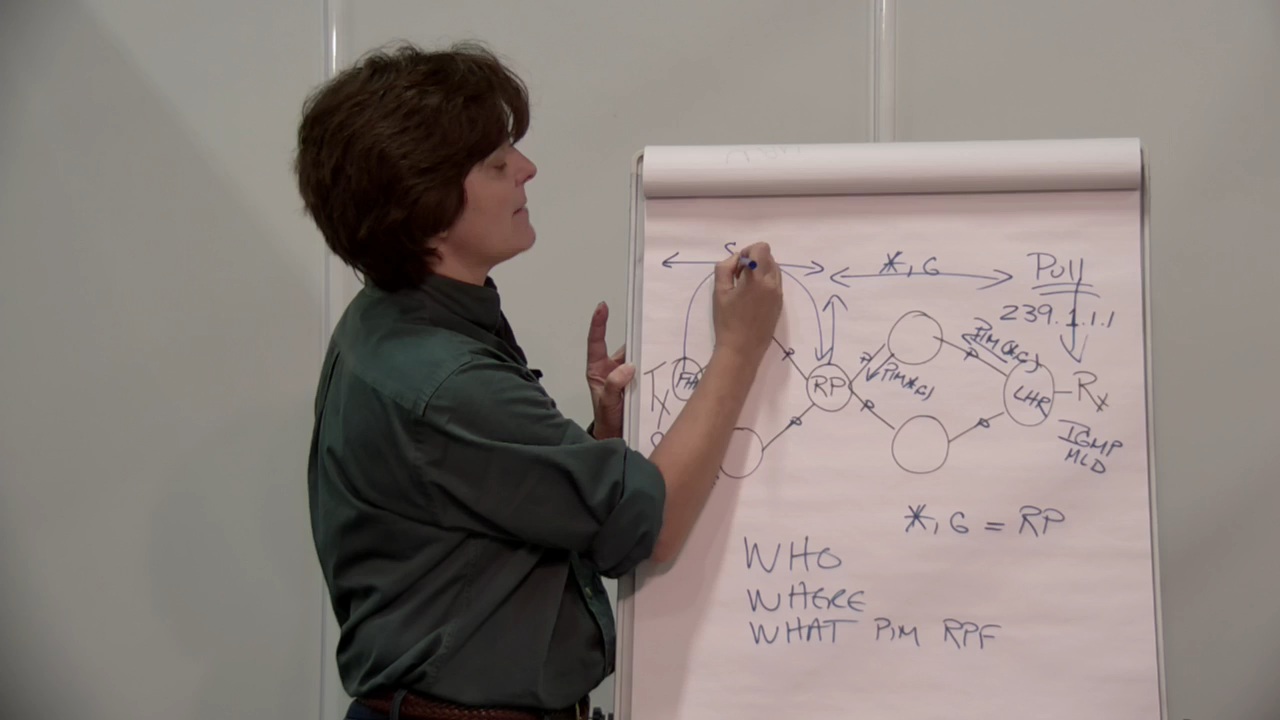 S
*, G
Pull
239.1.1.1
PIM(*,G)
PIM(*,G)
RP
LHR
Tx
Rx
IGMP
MLD
*, G = RP
WHO
WHERE
WHAT PIM RPF